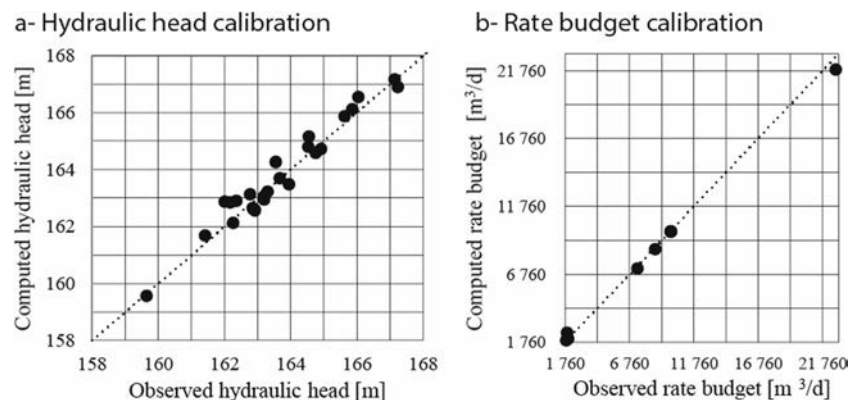 a- Hydraulic head calibration
168
166
164
162
160
158
Computed hydraulic head [m]
158 160 162 164 166 168
Observed hydraulic head [m]
b- Rate budget calibration
21 760
16 760
11 760
6 760
1 760
Computed rate budget [m³/d]
1 760 6 760 11 760 16 760 21 760
Observed rate budget [m ³/d]